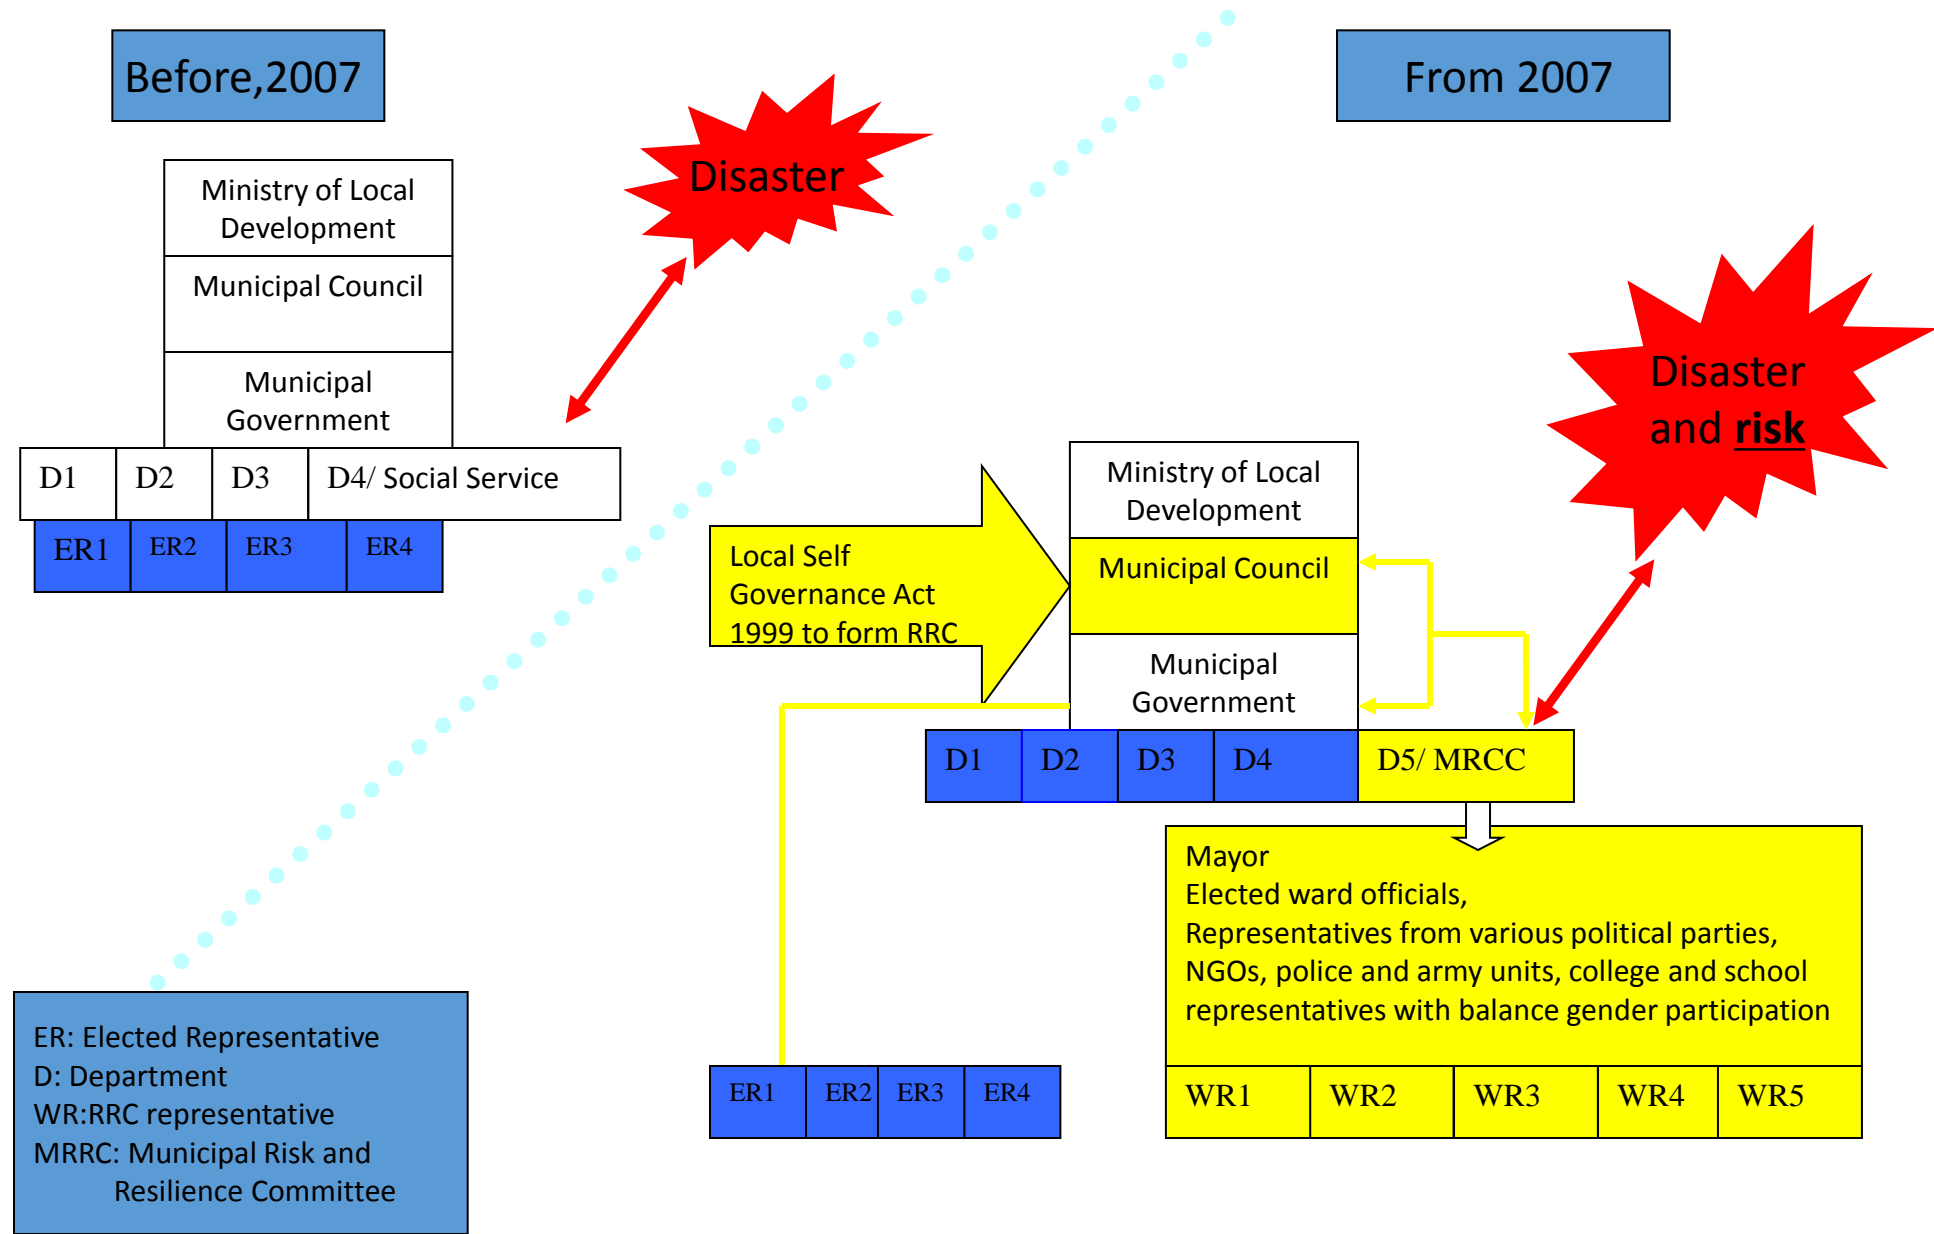 Before,2007
Disaster
Ministry of Local
Development
Municipal Council
Municipal
Government
D1
D2
D3
D4/ Social Service
ER1
ER2
ER3
ER4
From 2007
Disaster
and risk
Local Self
Governance Act
1999 to form RRC
Ministry of Local
Development
Municipal Council
Municipal
Government
D1
D2
D3
D4
D5/ MRCC
Mayor
Elected ward officials,
Representatives from various political parties,
NGOs, police and army units, college and school
representatives with balance gender participation
WR1
WR2
WR3
WR4
WR5
ER1
ER2
ER3
ER4
ER: Elected Representative
D: Department
WR:RRC representative
MRRC: Municipal Risk and
Resilience Committee